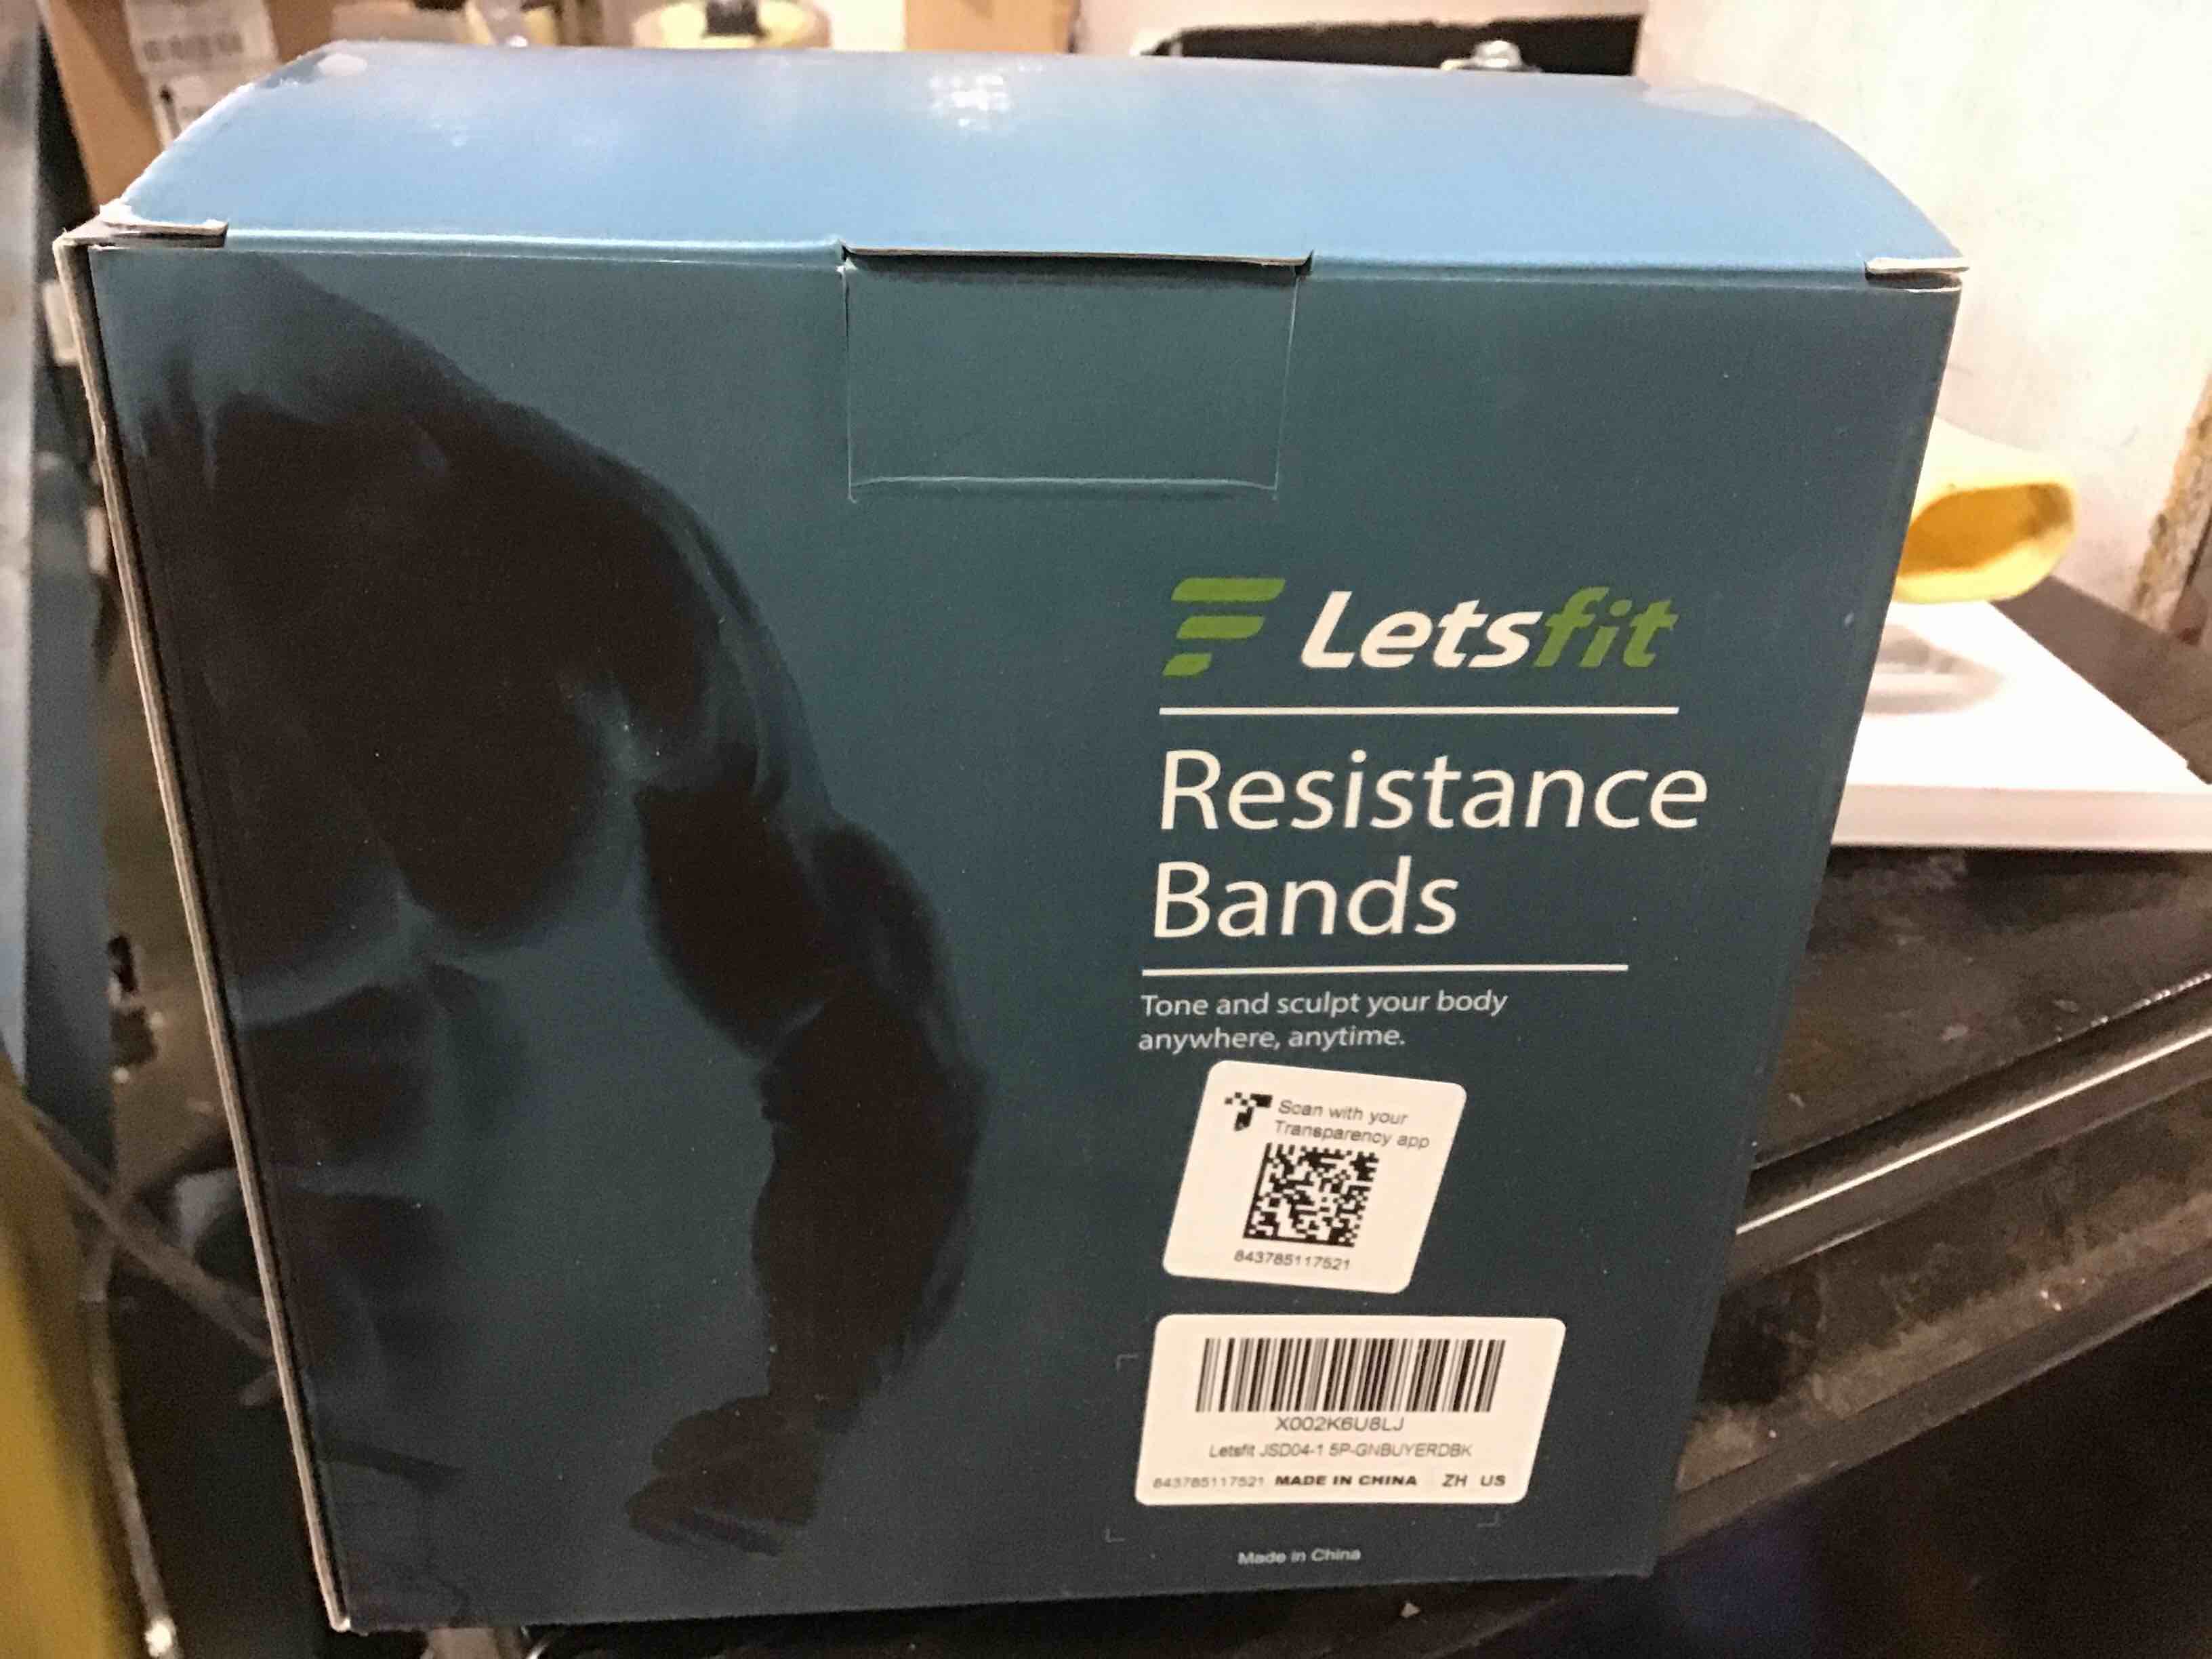 Letsfit
Resistance
Bands
Tone and sculpt your body
anywhere, anytime.
Scan with your
Transparency app
843785117521
X002K6U8LJ
Letsfit JSD04-1 5P-GNBUYERDBK
843785117521 MADE IN CHINA ZH US
Made in China